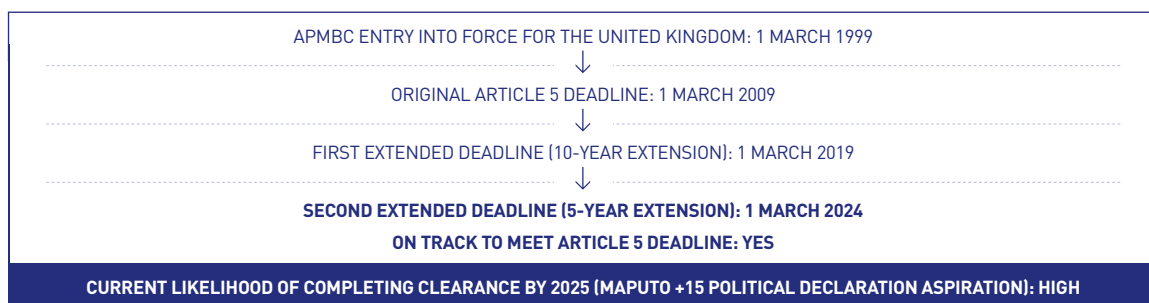 APMBC ENTRY INTO FORCE FOR THE UNITED KINGDOM: 1 MARCH 1999
ORIGINAL ARTICLE 5 DEADLINE: 1 MARCH 2009
FIRST EXTENDED DEADLINE (10-YEAR EXTENSION): 1 MARCH 2019
SECOND EXTENDED DEADLINE (5-YEAR EXTENSION): 1 MARCH 2024
ON TRACK TO MEET ARTICLE 5 DEADLINE: YES
CURRENT LIKELIHOOD OF COMPLETING CLEARANCE BY 2025 (MAPUTO +15 POLITICAL DECLARATION ASPIRATION): HIGH